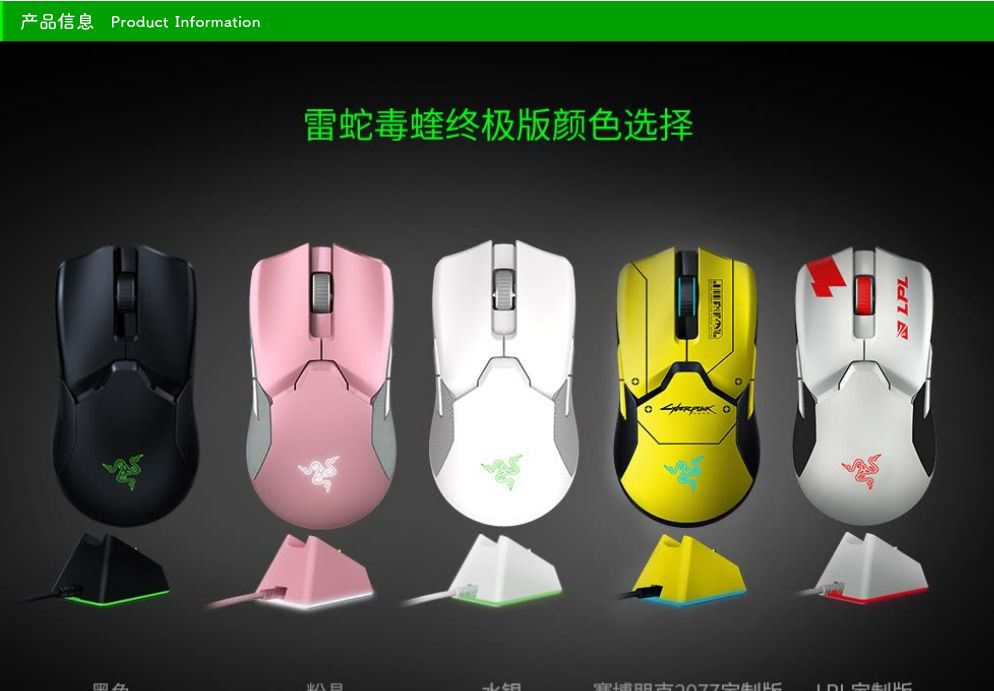 产品信息 Product Information
雷蛇毒蝰终极版颜色选择
LPL
CYBERPUNK
黑色 粉晶 水银 赛博朋克2077定制版 LPL定制版